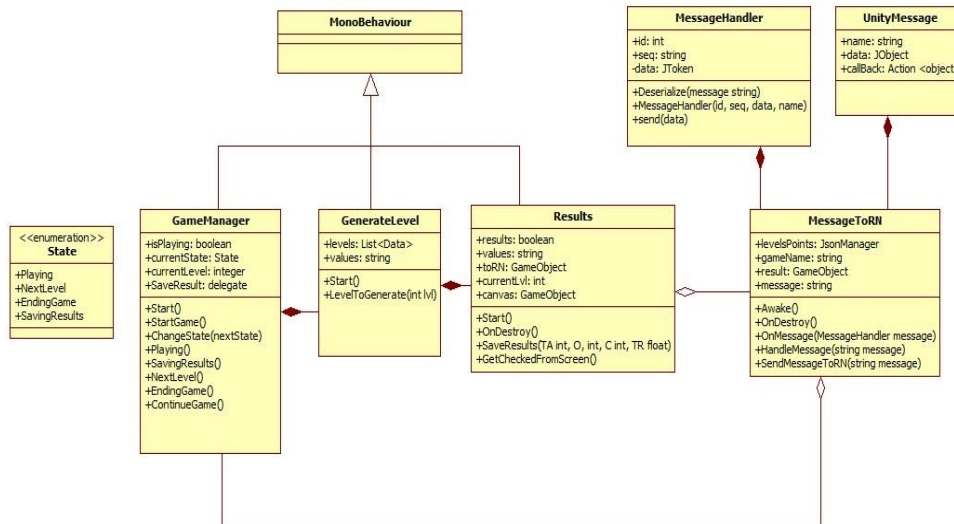 MonoBehaviour
MessageHandler
+id: int
+seq: string
-data: JToken
+Deserialize(message string)
+MessageHandler(id, seq, data, name)
+send(data)
UnityMessage
+name: string
+data: JObject
+callBack: Action <object
<<enumeration>>
State
+Playing
+NextLevel
+EndingGame
+SavingResults
GameManager
+isPlaying: boolean
+currentState: State
+currentLevel: integer
+SaveResult: delegate
+Start()
+StartGame()
+ChangeState(nextState)
+Playing()
+SavingResults()
+NextLevel()
+EndingGame()
+ContinueGame()
GenerateLevel
+levels: List<Data>
+values: string
+Start()
+LevelToGenerate(int lvl)
Results
+results: boolean
+values: string
+toRN: GameObject
+currentLvl: int
+canvas: GameObject
+Start()
+OnDestroy()
+SaveResults(TA int, O, int, C int, TR float)
+GetCheckedFromScreen()
MessageToRN
+levelsPoints: JsonManager
+gameName: string
+result: GameObject
+message: string
+Awake()
+OnDestroy()
+OnMessage(MessageHandler message)
+HandleMessage(string message)
+SendMessageToRN(string message)